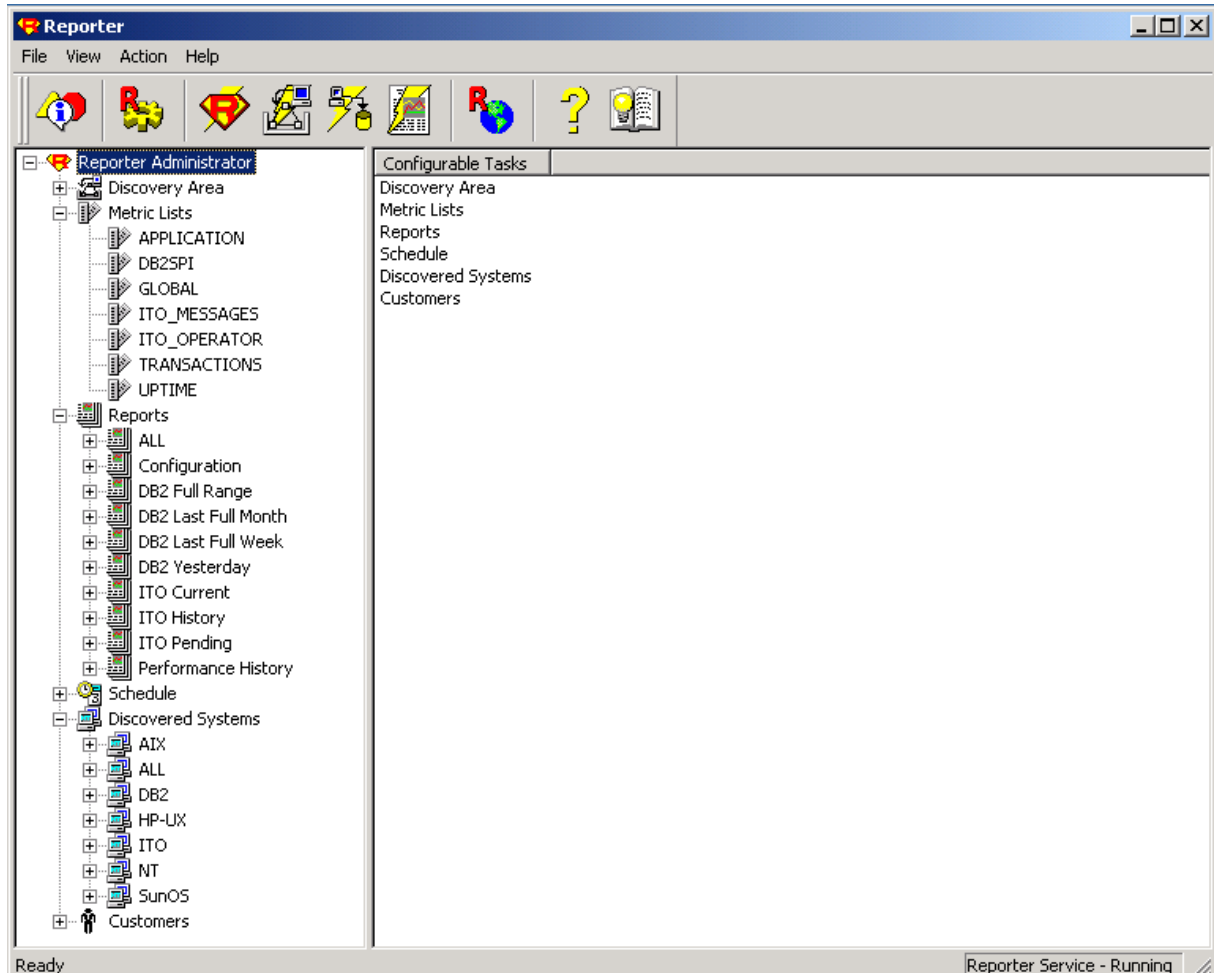 Reporter
File View Action Help
Reporter Administrator
Discovery Area
Metric Lists
APPLICATION
DB2SPI
GLOBAL
ITO_MESSAGES
ITO_OPERATOR
TRANSACTIONS
UPTIME
Reports
ALL
Configuration
DB2 Full Range
DB2 Last Full Month
DB2 Last Full Week
DB2 Yesterday
ITO Current
ITO History
ITO Pending
Performance History
Schedule
Discovered Systems
AIX
ALL
DB2
HP-UX
ITO
NT
SunOS
Customers
Configurable Tasks
Discovery Area
Metric Lists
Reports
Schedule
Discovered Systems
Customers
Ready
Reporter Service - Running